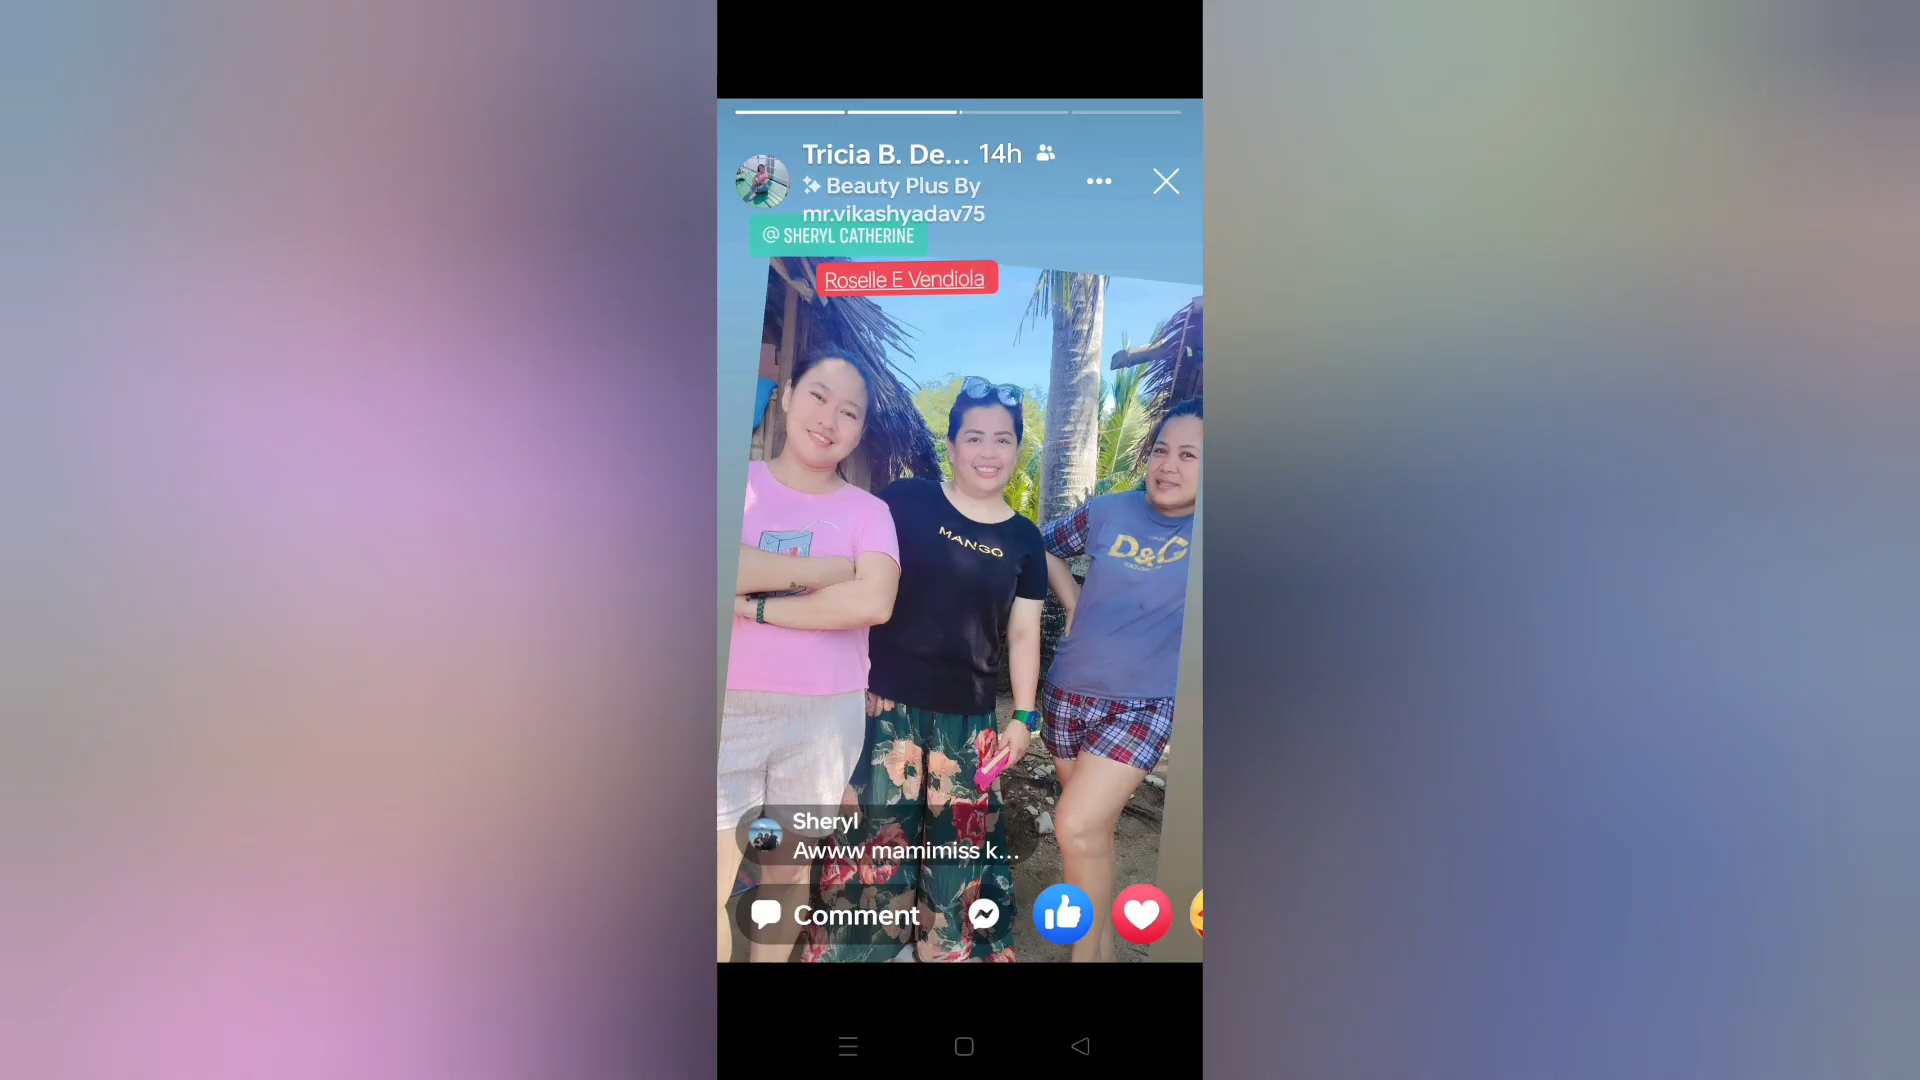 Tricia B. De... 14h
Beauty Plus By
mr.vikashyadav75
@ SHERYL CATHERINE
Roselle E Vendiola
MANGO
D&G
Sheryl
Awww mamimiss k...
Comment